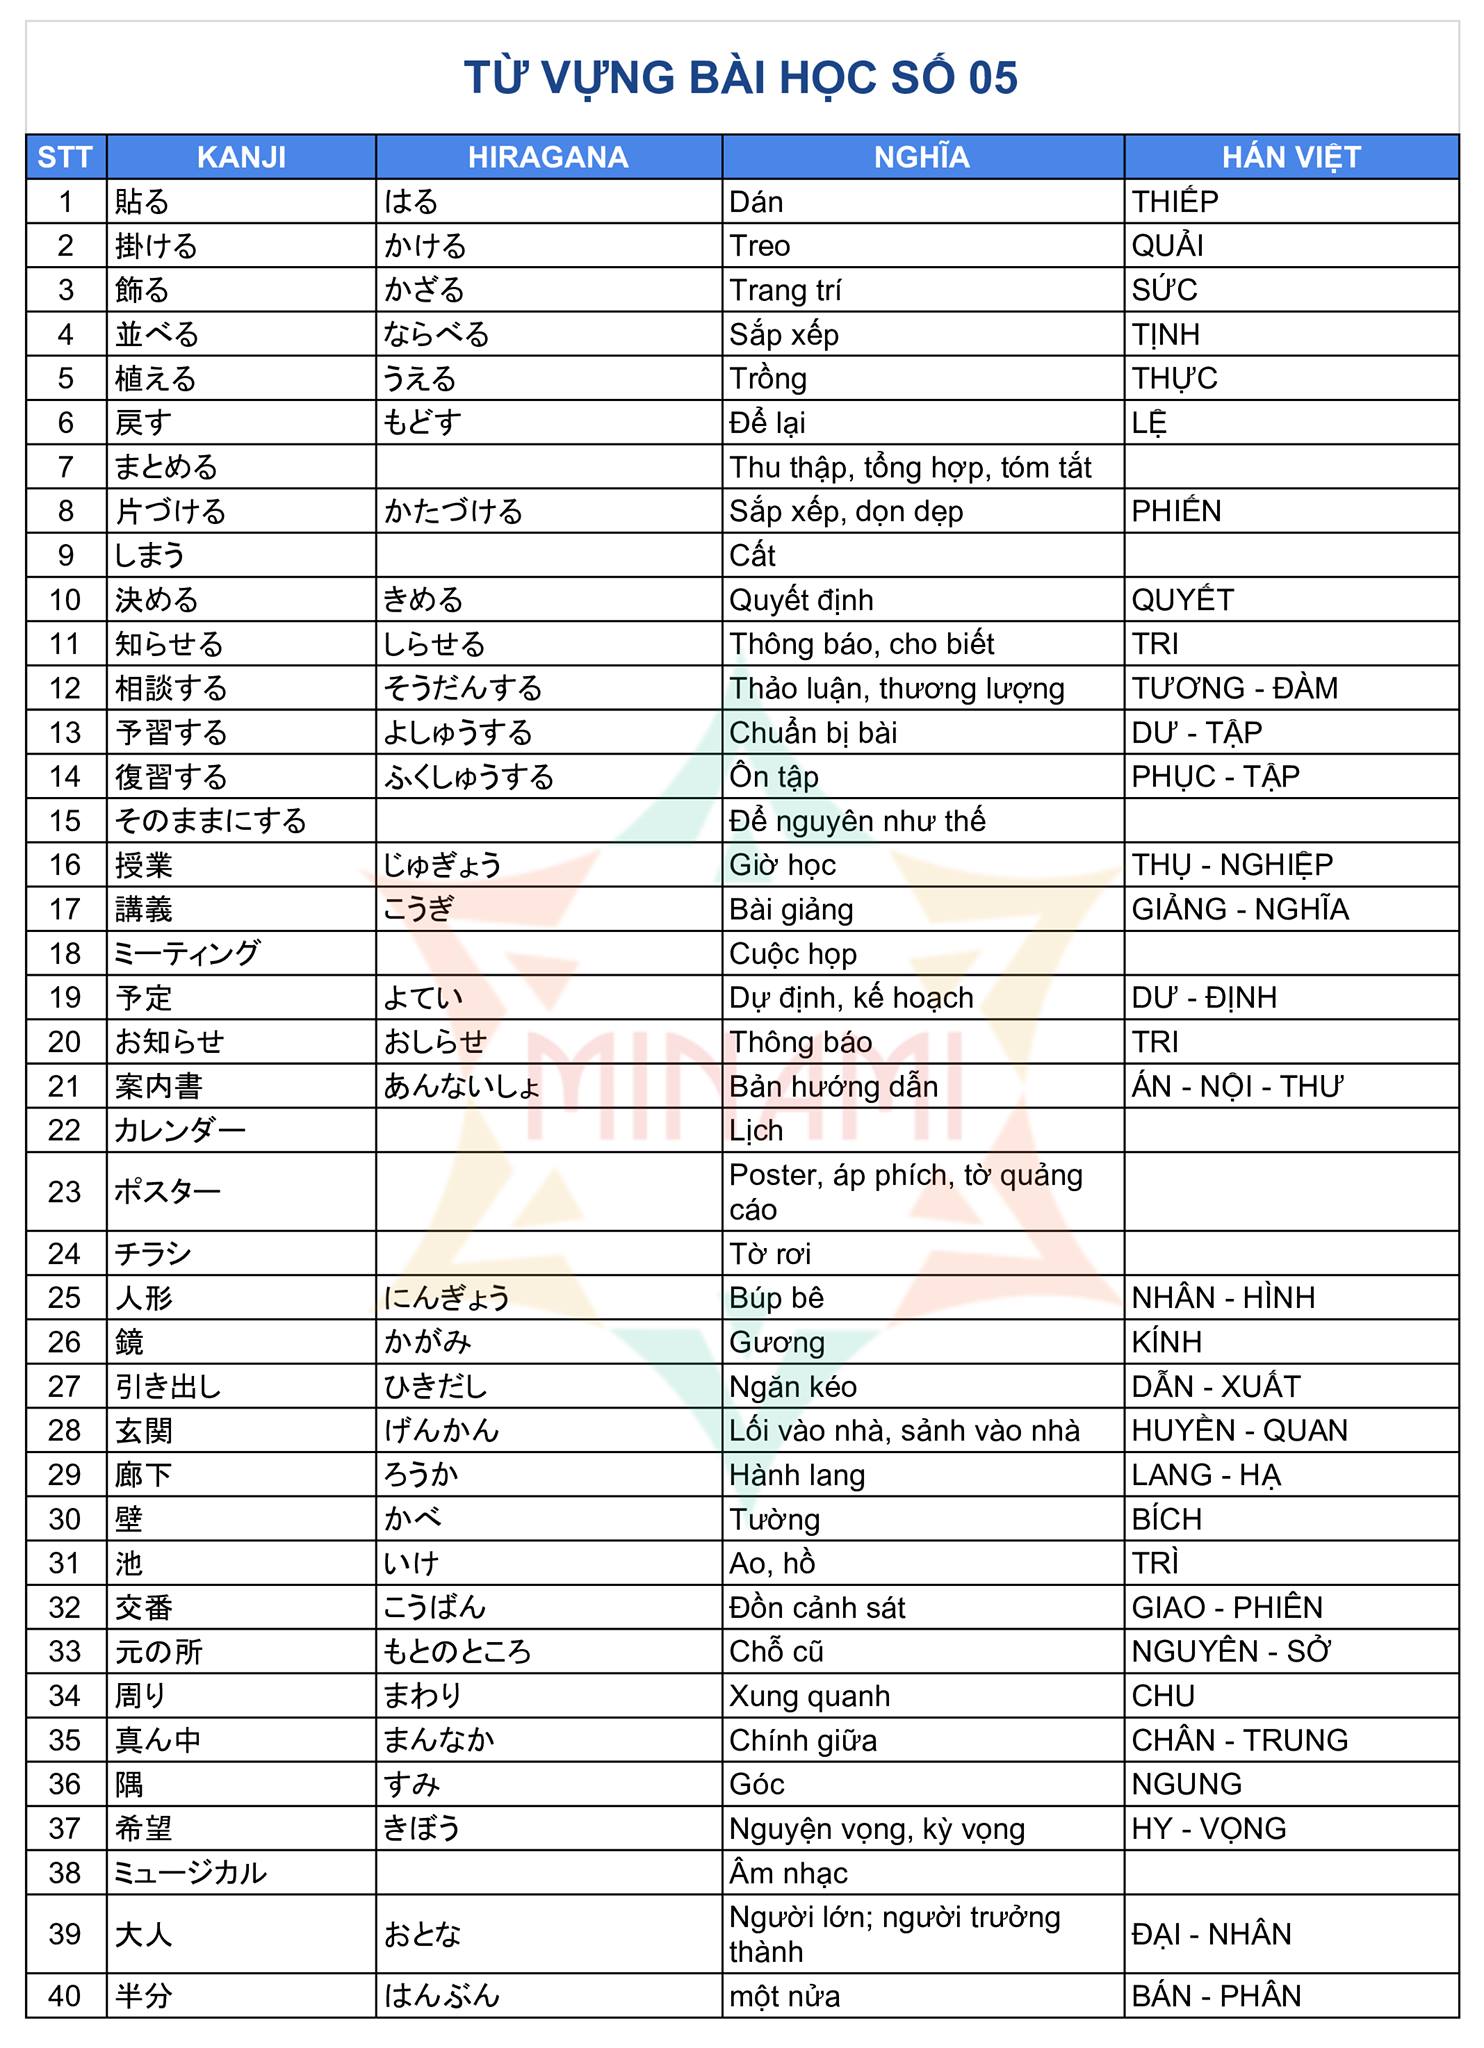 TỪ VỰNG BÀI HỌC SỐ 05
STT KANJI HIRAGANA NGHĨA HÁN VIỆT
1 貼る はる Dán THIẾP
2 掛ける かける Treo QUẢI
3 飾る かざる Trang trí SỨC
4 並べる ならべる Sắp xếp TỊNH
5 植える うえる Trồng THỰC
6 戻す もどす Để lại LỆ
7 まとめる Thu thập, tổng hợp, tóm tắt
8 片づける かたづける Sắp xếp, dọn dẹp PHIẾN
9 しまう Cất
10 決める きめる Quyết định QUYẾT
11 知らせる しらせる Thông báo, cho biết TRI
12 相談する そうだんする Thảo luận, thương lượng TƯƠNG - ĐÀM
13 予習する よしゅうする Chuẩn bị bài DƯ - TẬP
14 復習する ふくしゅうする Ôn tập PHỤC - TẬP
15 そのままにする Để nguyên như thế
16 授業 じゅぎょう Giờ học THỤ - NGHIỆP
17 講義 こうぎ Bài giảng GIẢNG - NGHĨA
18 ミーティング Cuộc họp
19 予定 よてい Dự định, kế hoạch DƯ - ĐỊNH
20 お知らせ おしらせ Thông báo TRI
MINAMI
21 案内書 あんないしょ Bản hướng dẫn ÁN - NỘI - THƯ
22 カレンダー Lịch
23 ポスター Poster, áp phích, tờ quảng
cáo
24 チラシ Tờ rơi
25 人形 にんぎょう Búp bê NHÂN - HÌNH
26 鏡 かがみ Gương KÍNH
27 引き出し ひきだし Ngăn kéo DẪN - XUẤT
28 玄関 げんかん Lối vào nhà, sảnh vào nhà HUYỀN - QUAN
29 廊下 ろうか Hành lang LANG - HẠ
30 壁 かべ Tường BÍCH
31 池 いけ Ao, hồ TRÌ
32 交番 こうばん Đồn cảnh sát GIAO - PHIÊN
33 元の所 もとのところ Chỗ cũ NGUYÊN - SỞ
34 周り まわり Xung quanh CHU
35 真ん中 まんなか Chính giữa CHÂN - TRUNG
36 隅 すみ Góc NGUNG
37 希望 きぼう Nguyện vọng, kỳ vọng HY - VỌNG
38 ミュージカル Âm nhạc
39 大人 おとな Người lớn; người trưởng
thành ĐẠI - NHÂN
40 半分 はんぶん một nửa BÁN - PHÂN